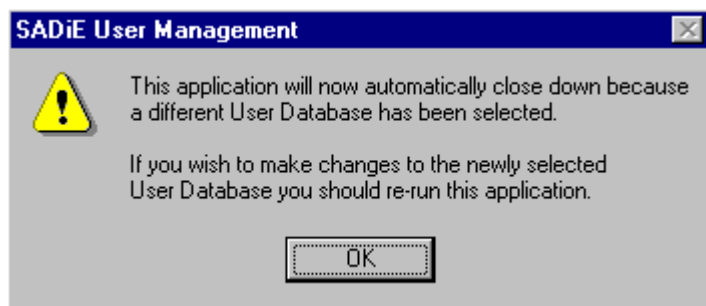 SADiE User Management
This application will now automatically close down because
a different User Database has been selected.
If you wish to make changes to the newly selected
User Database you should re-run this application.
OK